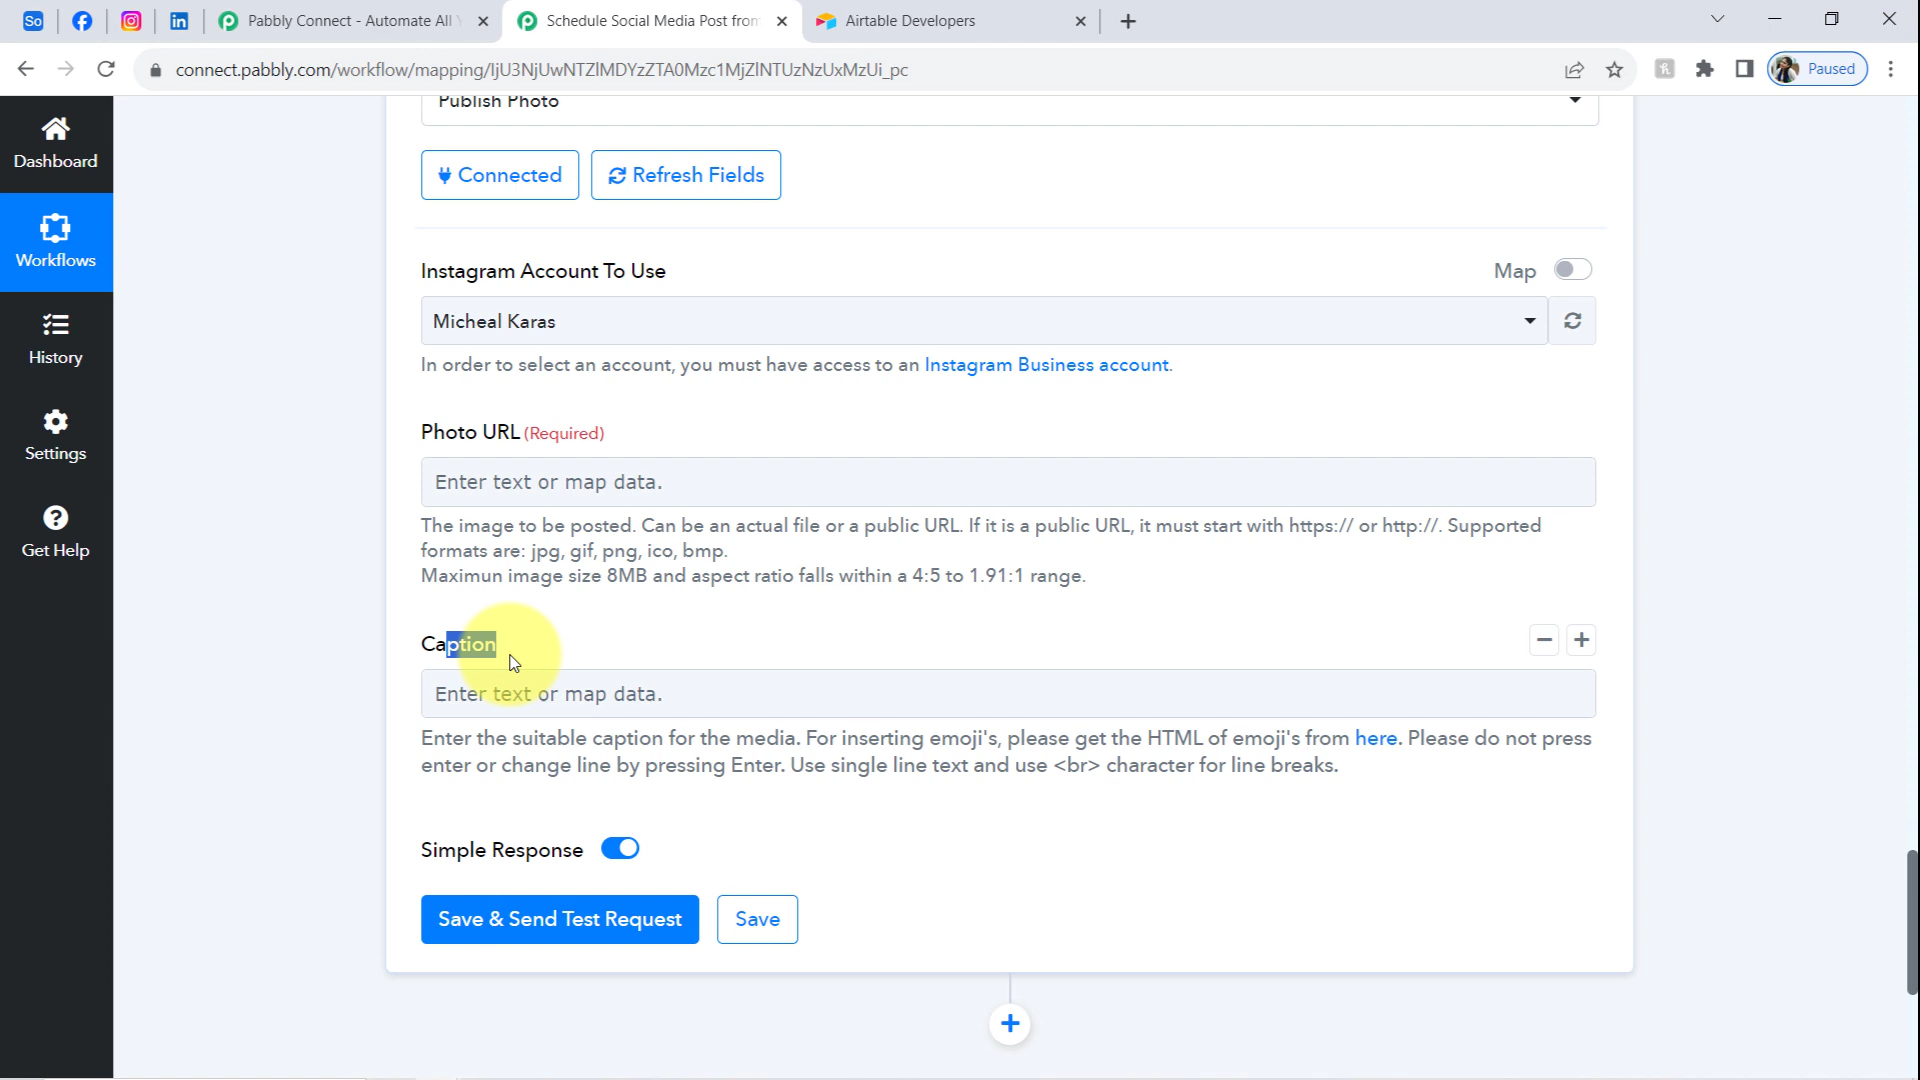 So
Pabbly Connect - Automate All
Schedule Social Media Post from
Airtable Developers
connect.pabbly.com/workflow/mapping/IjU3NjUwNTZlMDYzZTA0Mzc1MjZlNTUzNzUxMzUi_pc
Paused
Dashboard
Workflows
History
Settings
Get Help
Publish Photo
Connected
Refresh Fields
Instagram Account To Use
Map
Micheal Karas
In order to select an account, you must have access to an Instagram Business account.
Photo URL (Required)
Enter text or map data.
The image to be posted. Can be an actual file or a public URL. If it is a public URL, it must start with https:// or http://. Supported
formats are: jpg, gif, png, ico, bmp.
Maximun image size 8MB and aspect ratio falls within a 4:5 to 1.91:1 range.
Caption
Enter text or map data.
Enter the suitable caption for the media. For inserting emoji's, please get the HTML of emoji's from here. Please do not press
enter or change line by pressing Enter. Use single line text and use <br> character for line breaks.
Simple Response
Save & Send Test Request
Save